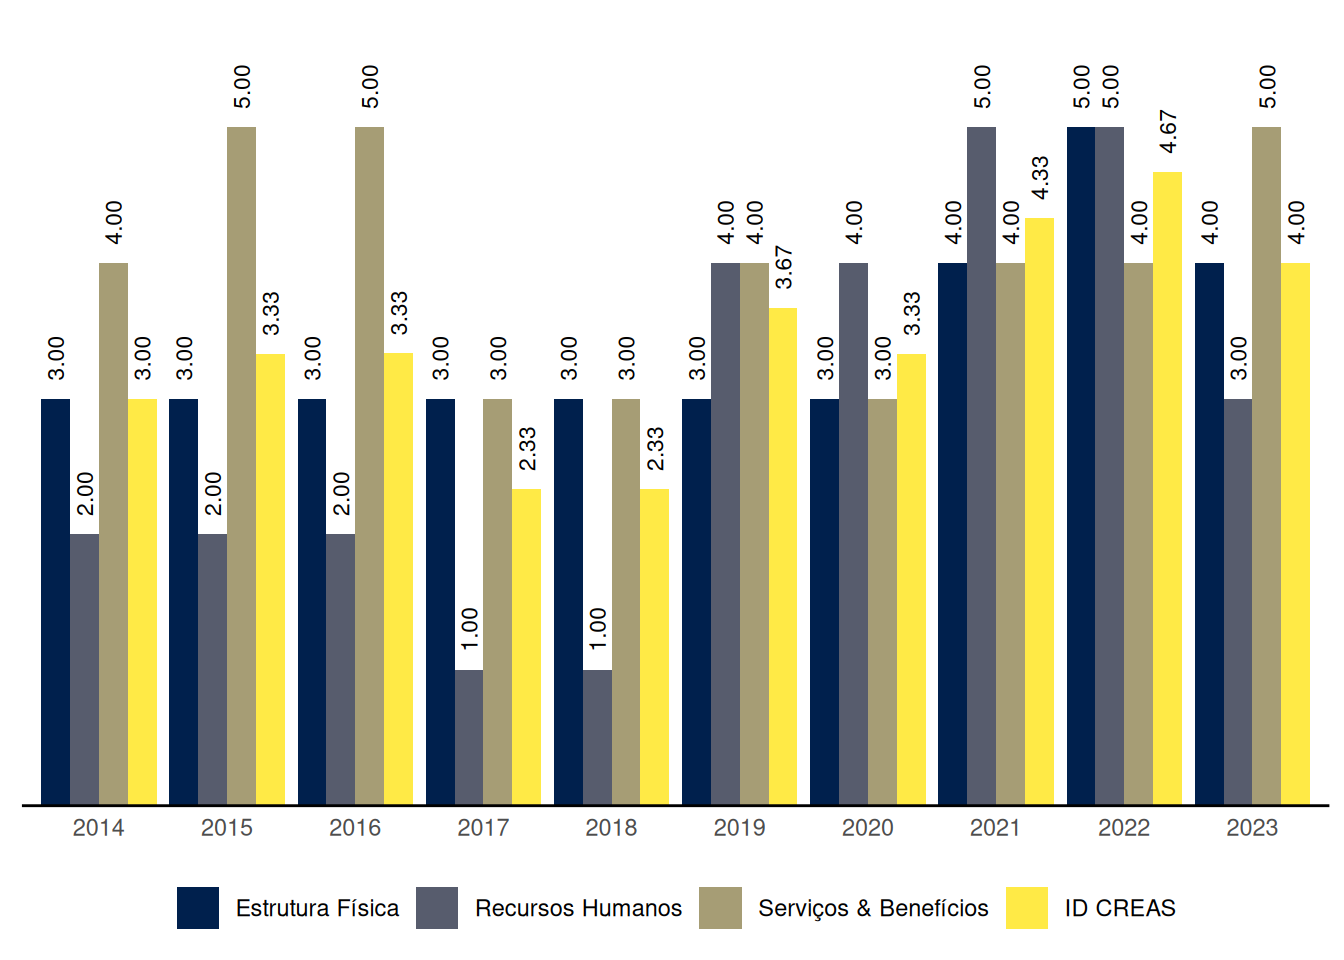 3.00 2.00 4.00 3.00
3.00 2.00 5.00 3.33
3.00 2.00 5.00 3.33
3.00 1.00 3.00 2.33
3.00 1.00 3.00 2.33
3.00 4.00 4.00 3.67
3.00 4.00 3.00 3.33
4.00 5.00 4.00 4.33
5.00 5.00 4.00 4.67
4.00 3.00 5.00 4.00
2014 2015 2016 2017 2018 2019 2020 2021 2022 2023
Estrutura Física Recursos Humanos Serviços & Benefícios ID CREAS